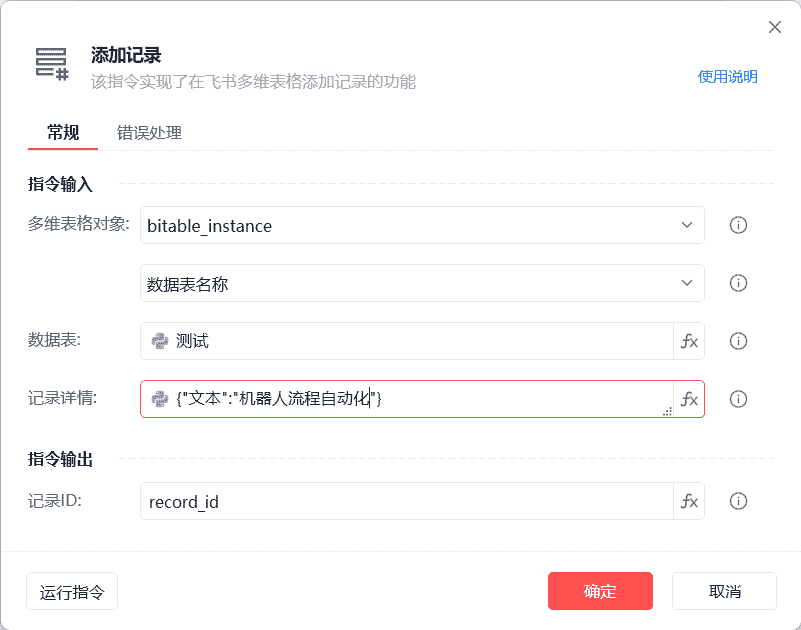 添加记录
该指令实现了在飞书多维表格添加记录的功能
使用说明
常规 错误处理
指令输入
多维表格对象: bitable_instance
数据表名称
数据表: 测试 fx
记录详情: {"文本":"机器人流程自动化"} fx
指令输出
记录ID: record_id fx
运行指令 确定 取消